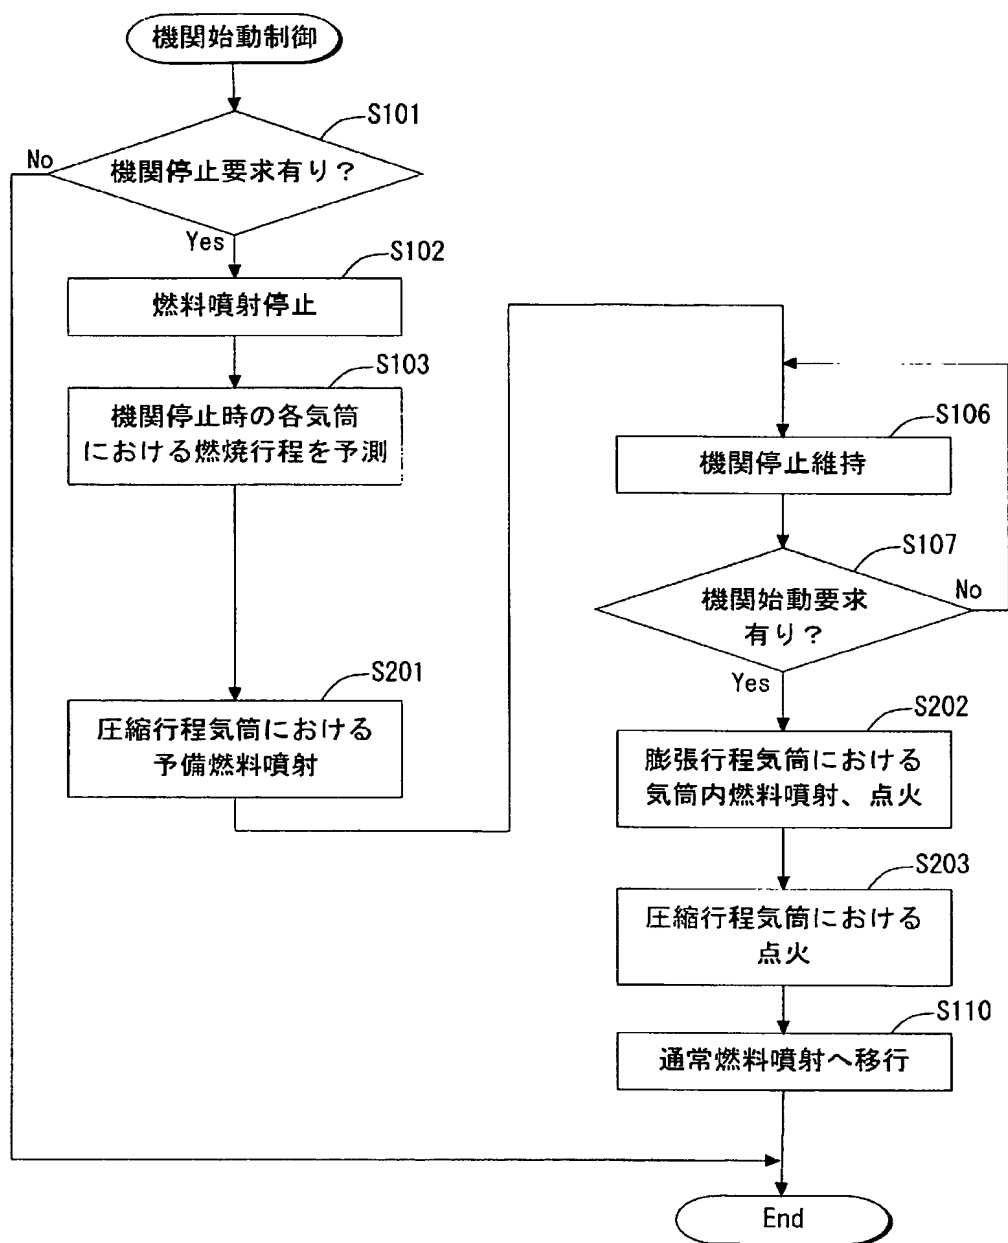 機関始動制御
S101
機関停止要求有り？
No
Yes
S102
燃料噴射停止
S103
機関停止時の各気筒
における燃焼行程を予測
S201
圧縮行程気筒における
予備燃料噴射
S106
機関停止維持
S107
機関始動要求
有り？
No
Yes
S202
膨張行程気筒における
気筒内燃料噴射、点火
S203
圧縮行程気筒における
点火
S110
通常燃料噴射へ移行
End